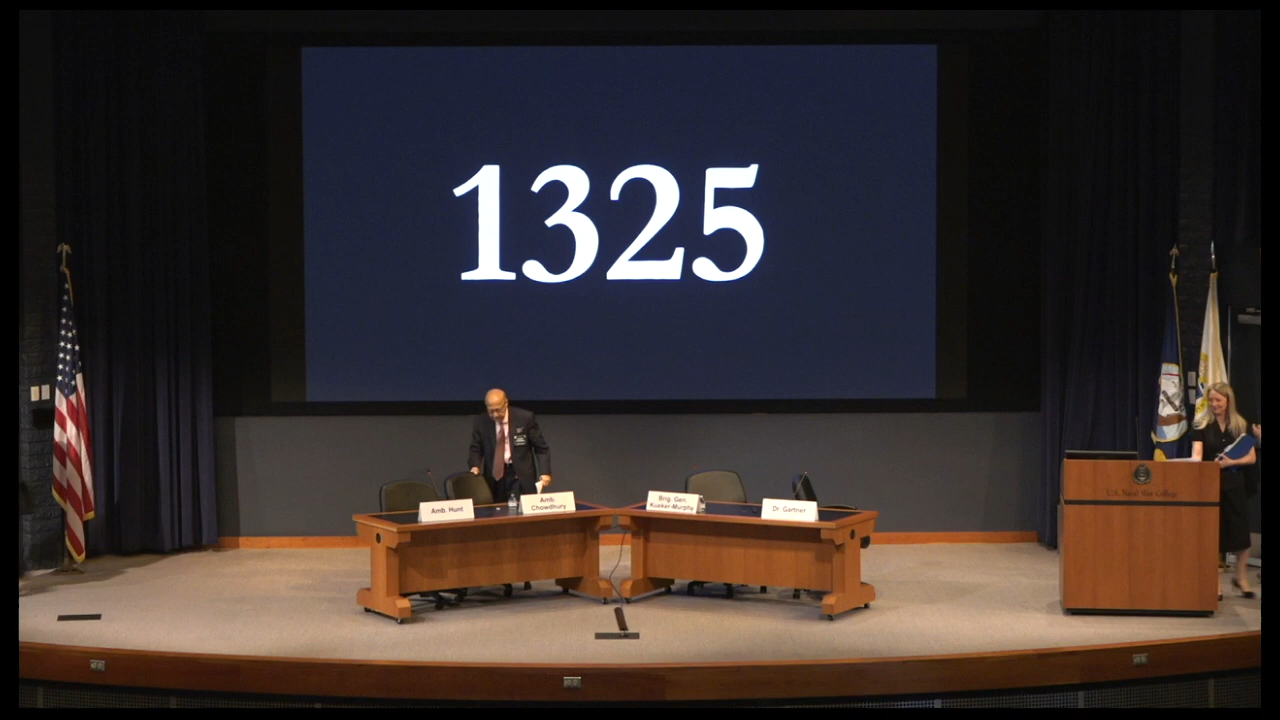 1325
Amb. Hunt
Amb.
Chowdhury
Brig. Gen.
Kueker-Murphy
Dr. Gartner
U.S. Naval War College